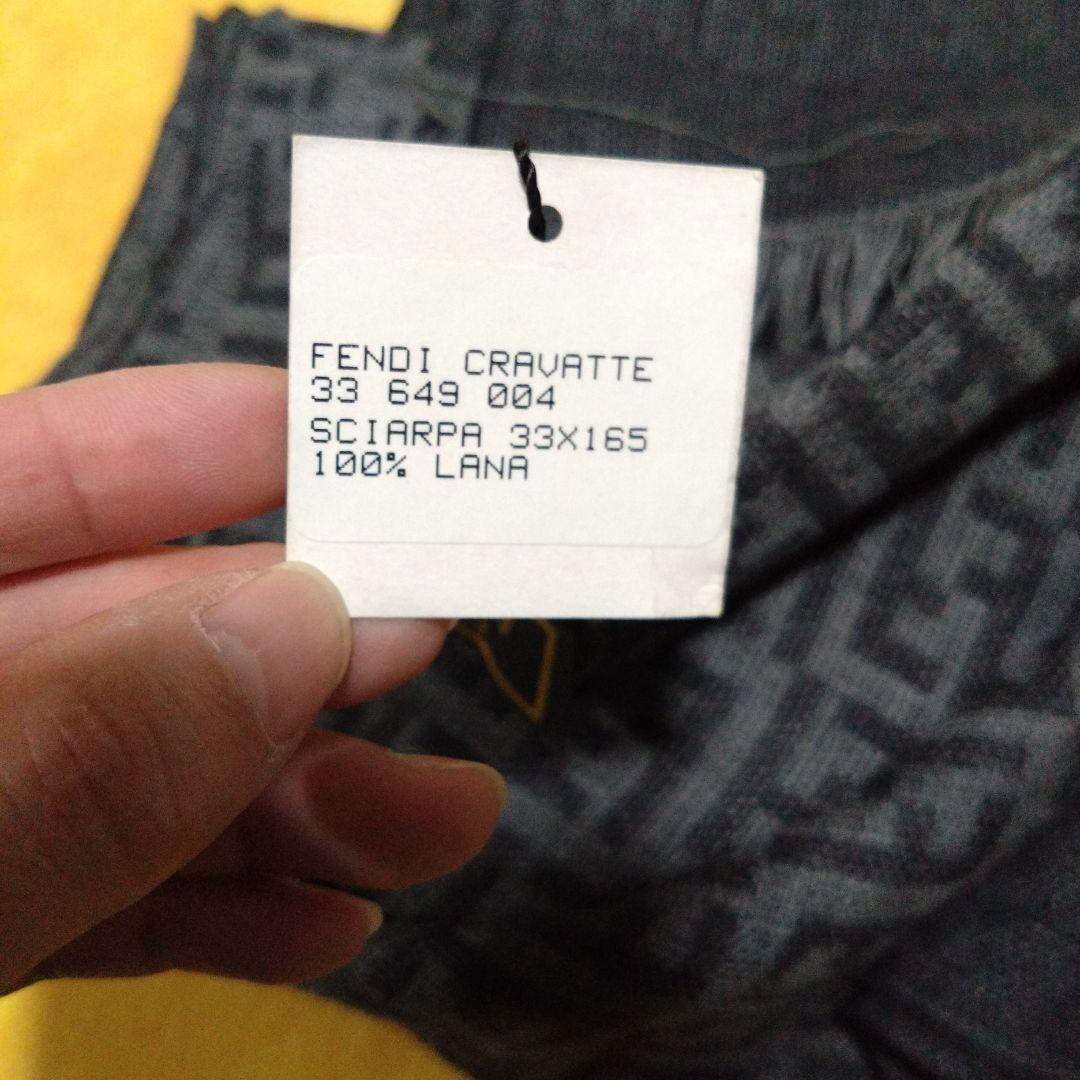 FENDI CRAVATTE
33 649 004
SCIARPA 33X165
100% LANA